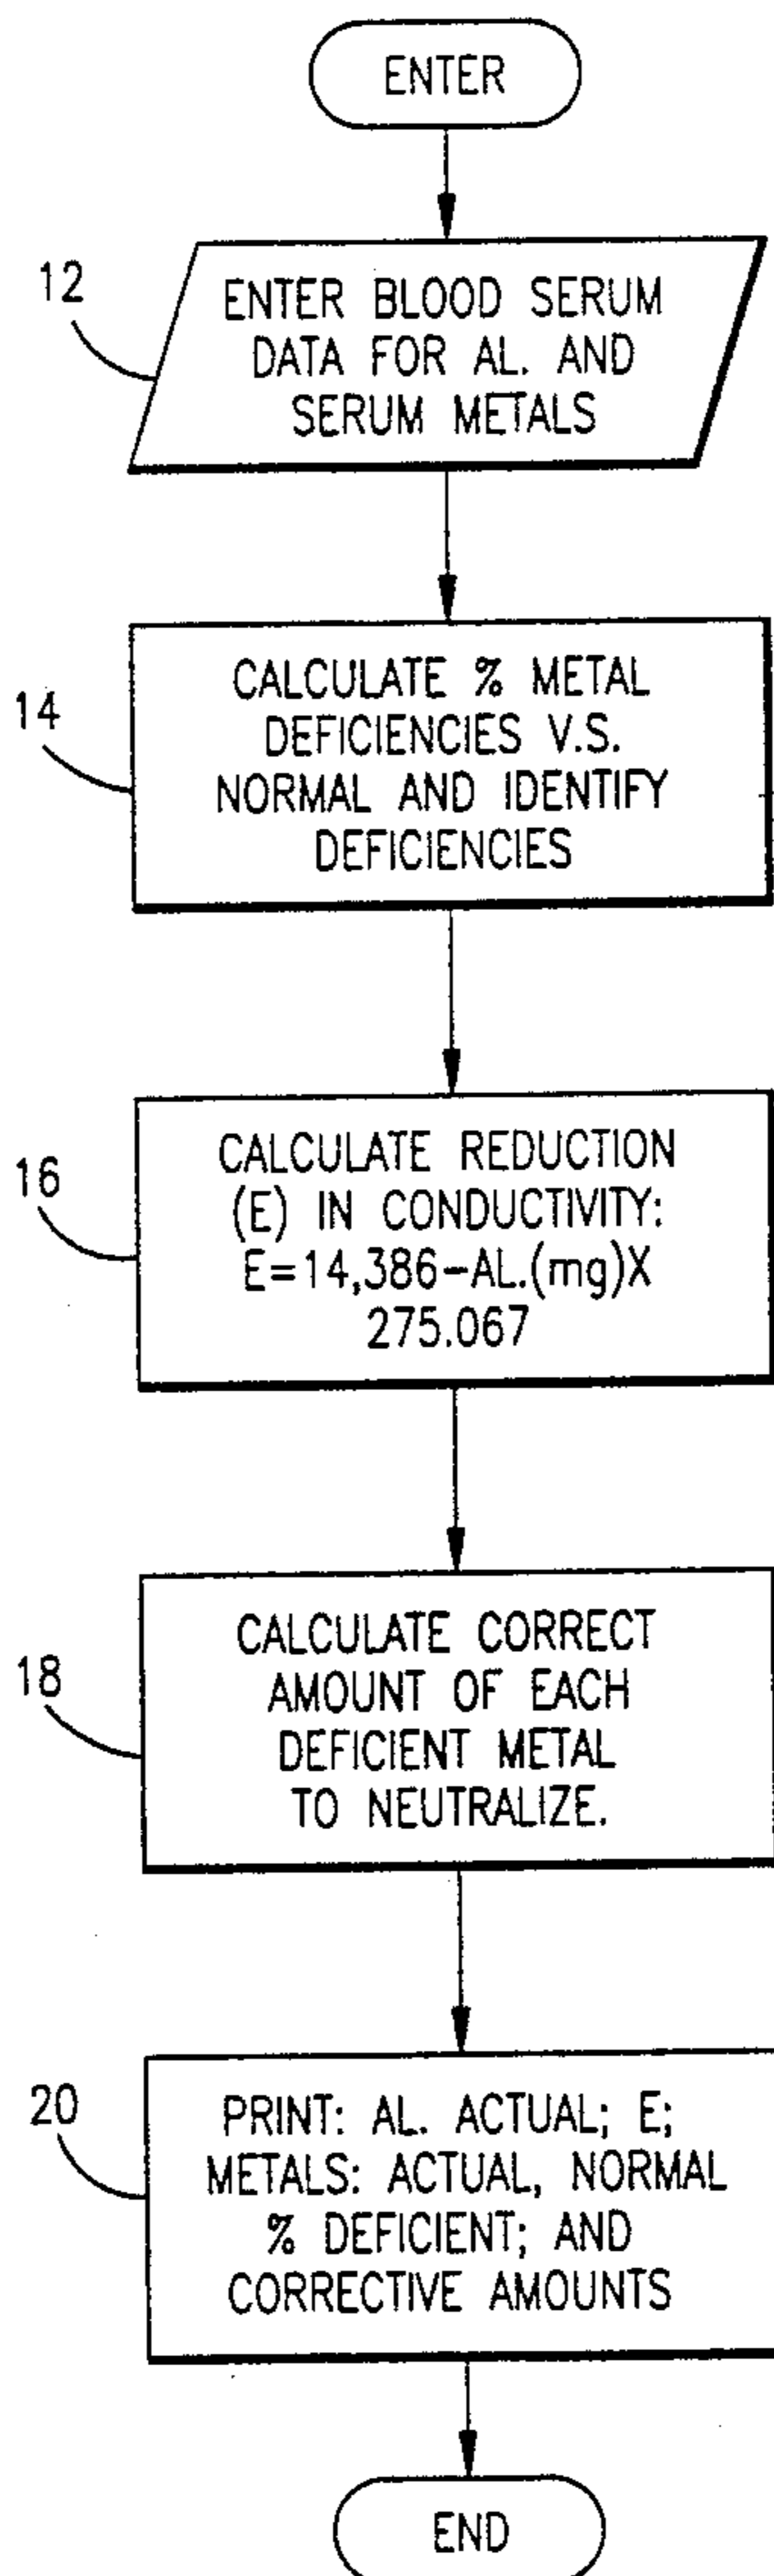 ENTER
12
ENTER BLOOD SERUM
DATA FOR AL. AND
SERUM METALS
14
CALCULATE % METAL
DEFICIENCIES V.S.
NORMAL AND IDENTIFY
DEFICIENCIES
16
CALCULATE REDUCTION
(E) IN CONDUCTIVITY:
E=14,386-AL.(mg)X
275.067
18
CALCULATE CORRECT
AMOUNT OF EACH
DEFICIENT METAL
TO NEUTRALIZE.
20
PRINT: AL. ACTUAL; E;
METALS: ACTUAL, NORMAL
% DEFICIENT; AND
CORRECTIVE AMOUNTS
END